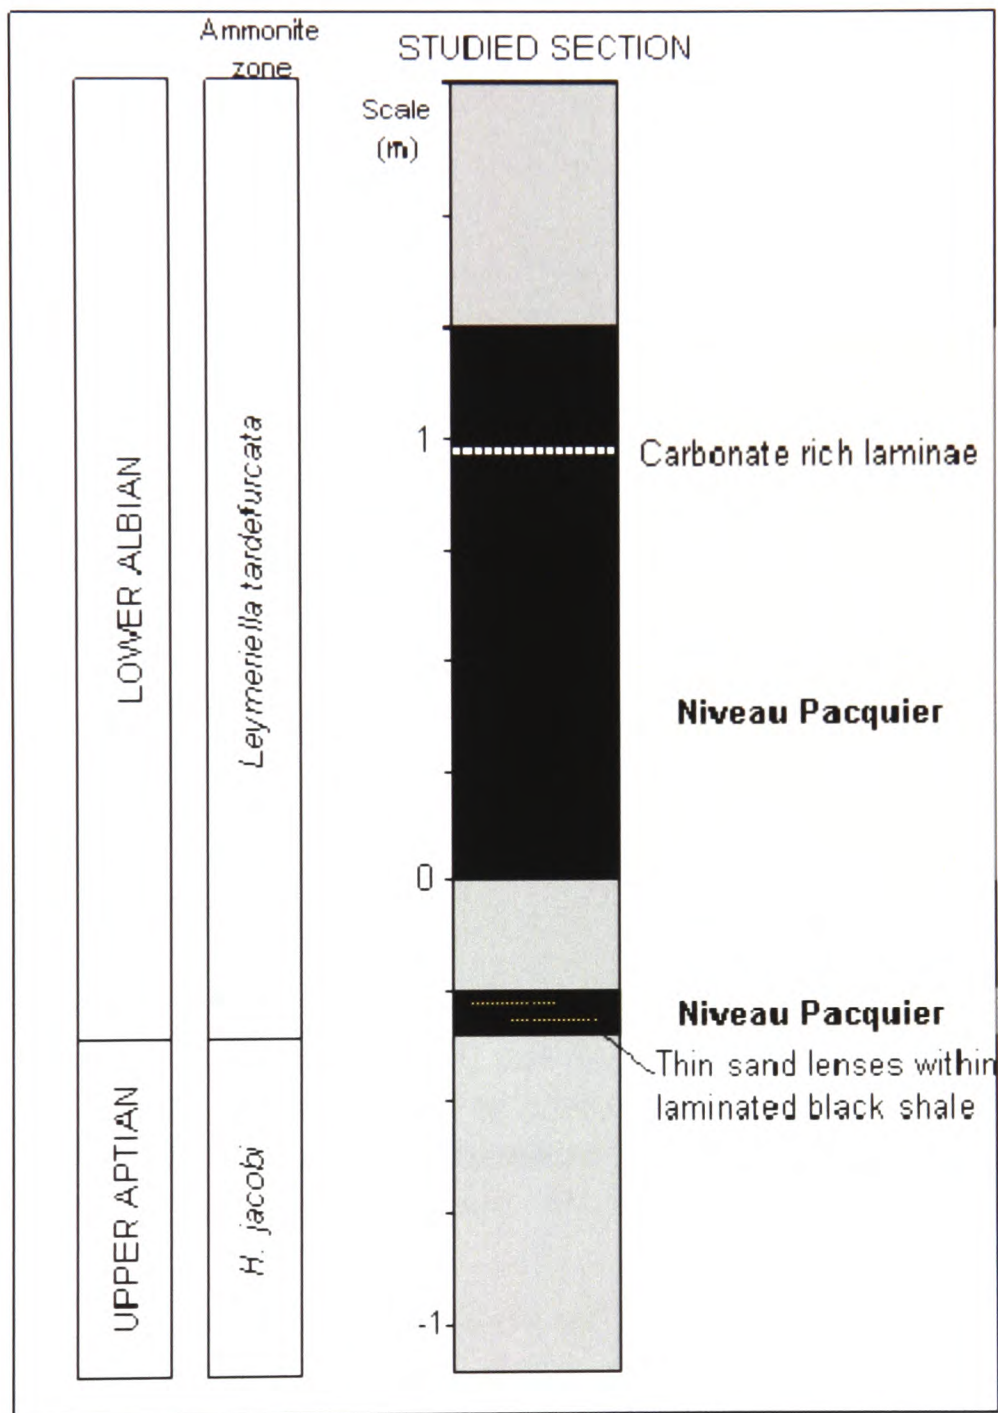 Ammonite
zone
STUDIED SECTION
Scale
(m)
LOWER ALBIAN
Leymeriella tardefurcata
1
Carbonate rich laminae
Niveau Pacquier
0
Niveau Pacquier
Thin sand lenses within
laminated black shale
UPPER APTIAN
H. jacobi
-1